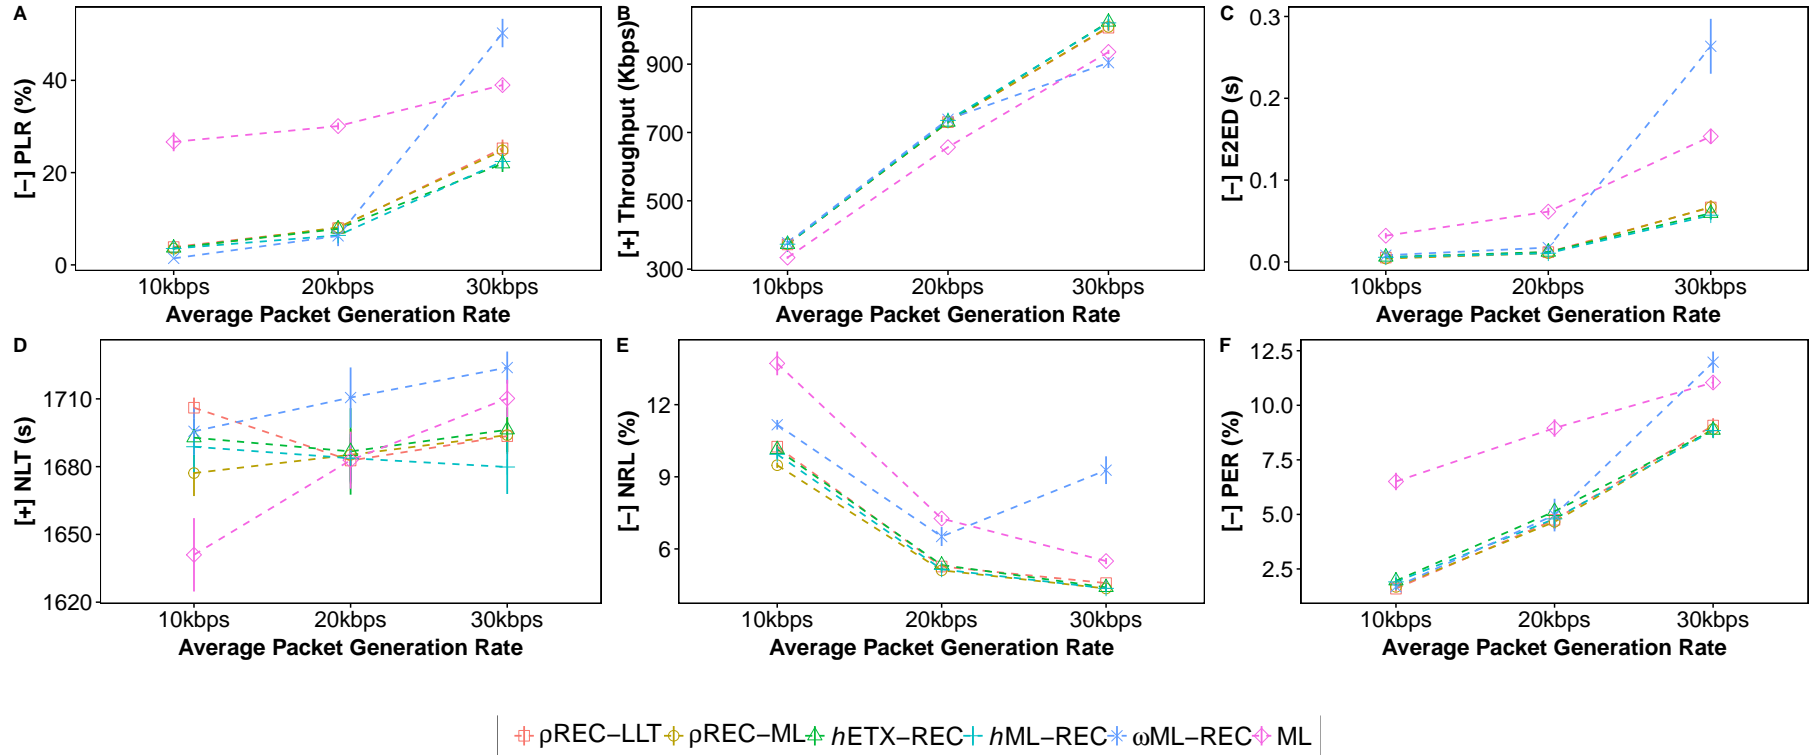 A
[−] PLR (%)
40
20
0
10kbps 20kbps 30kbps
Average Packet Generation Rate
B
[+] Throughput (Kbps)
900
700
500
300
10kbps 20kbps 30kbps
Average Packet Generation Rate
C
[−] E2ED (s)
0.3
0.2
0.1
0.0
10kbps 20kbps 30kbps
Average Packet Generation Rate
D
[+] NLT (s)
1710
1680
1650
1620
10kbps 20kbps 30kbps
Average Packet Generation Rate
E
[−] NRL (%)
12
9
6
10kbps 20kbps 30kbps
Average Packet Generation Rate
F
[−] PER (%)
12.5
10.0
7.5
5.0
2.5
10kbps 20kbps 30kbps
Average Packet Generation Rate
ρREC−LLT ρREC−ML hETX−REC hML−REC ωML−REC ML